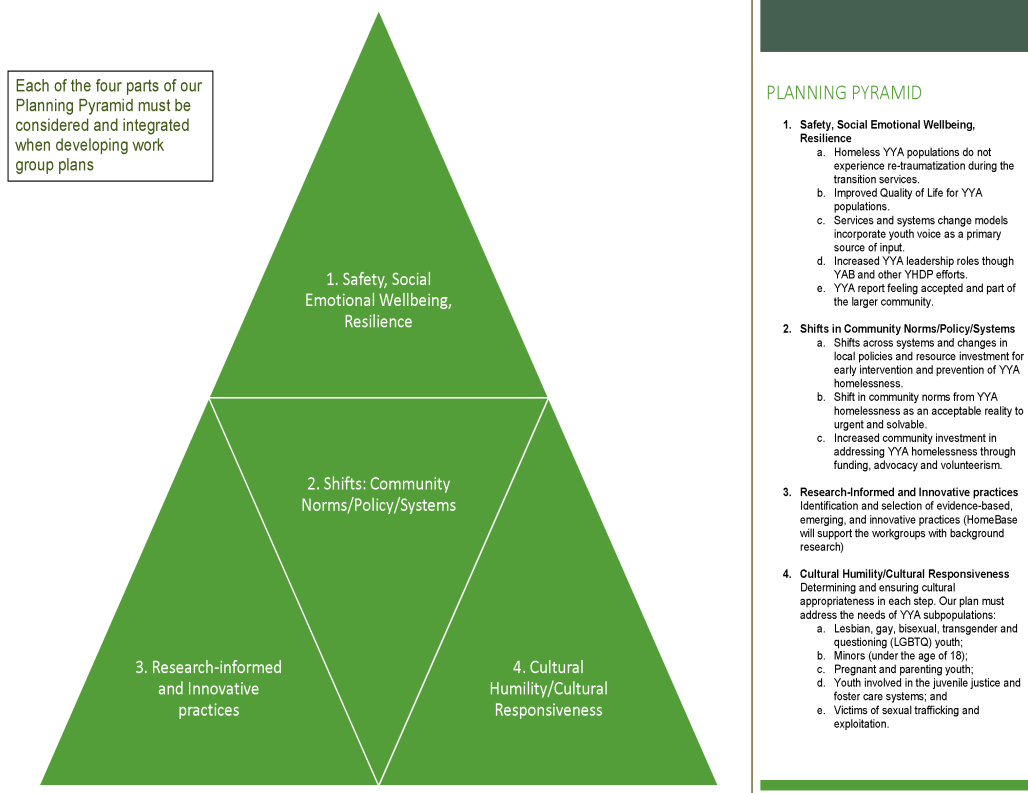 Each of the four parts of our
Planning Pyramid must be
considered and integrated
when developing work
group plans
1. Safety, Social
Emotional Wellbeing,
Resilience
2. Shifts: Community
Norms/Policy/Systems
3. Research-informed
and Innovative
practices
4. Cultural
Humility/Cultural
Responsiveness
PLANNING PYRAMID
1. Safety, Social Emotional Wellbeing,
Resilience
a. Homeless YYA populations do not
experience re-traumatization during the
transition services.
b. Improved Quality of Life for YYA
populations.
c. Services and systems change models
incorporate youth voice as a primary
source of input.
d. Increased YYA leadership roles though
YAB and other YHDP efforts.
e. YYA report feeling accepted and part of
the larger community.
2. Shifts in Community Norms/Policy/Systems
a. Shifts across systems and changes in
local policies and resource investment for
early intervention and prevention of YYA
homelessness.
b. Shift in community norms from YYA
homelessness as an acceptable reality to
urgent and solvable.
c. Increased community investment in
addressing YYA homelessness through
funding, advocacy and volunteerism.
3. Research-Informed and Innovative practices
Identification and selection of evidence-based,
emerging, and innovative practices (HomeBase
will support the workgroups with background
research)
4. Cultural Humility/Cultural Responsiveness
Determining and ensuring cultural
appropriateness in each step. Our plan must
address the needs of YYA subpopulations:
a. Lesbian, gay, bisexual, transgender and
questioning (LGBTQ) youth;
b. Minors (under the age of 18);
c. Pregnant and parenting youth;
d. Youth involved in the juvenile justice and
foster care systems; and
e. Victims of sexual trafficking and
exploitation.